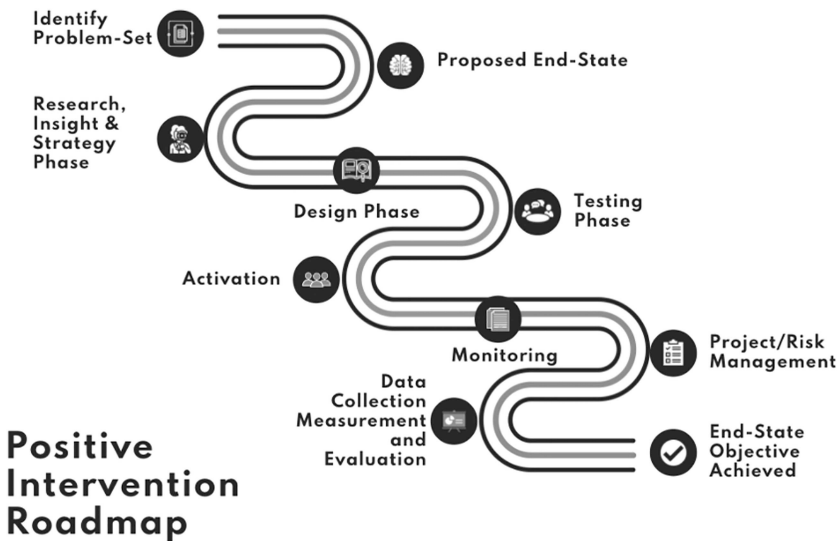 Identify
Problem-Set
Proposed End-State
Research,
Insight &
Strategy
Phase
Design Phase
Testing
Phase
Activation
Monitoring
Project/Risk
Management
Data
Collection
Measurement
and
Evaluation
End-State
Objective
Achieved
Positive
Intervention
Roadmap